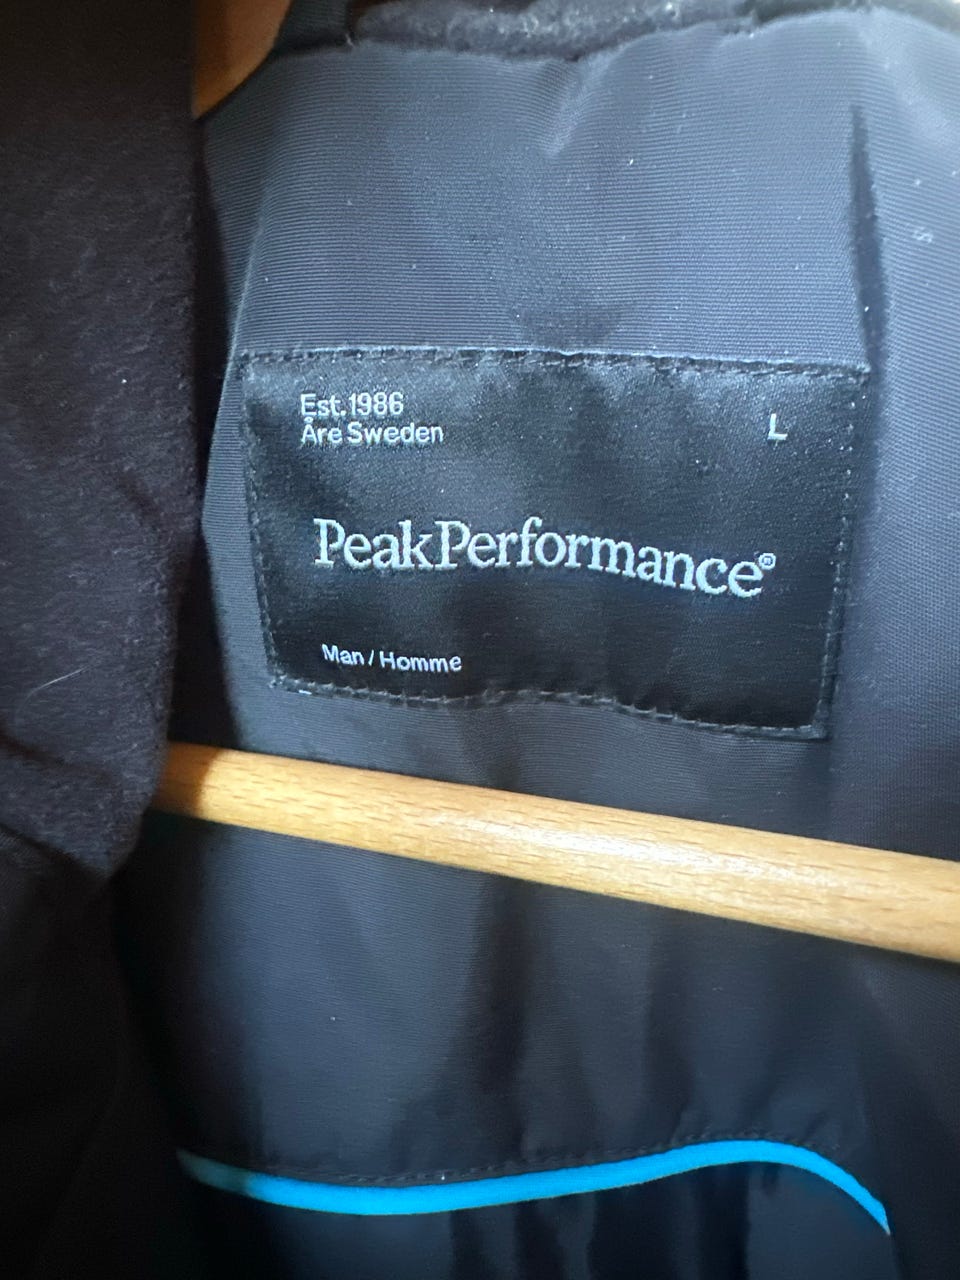 Est. 1986
Åre Sweden
L
PeakPerformance®
Man / Homme